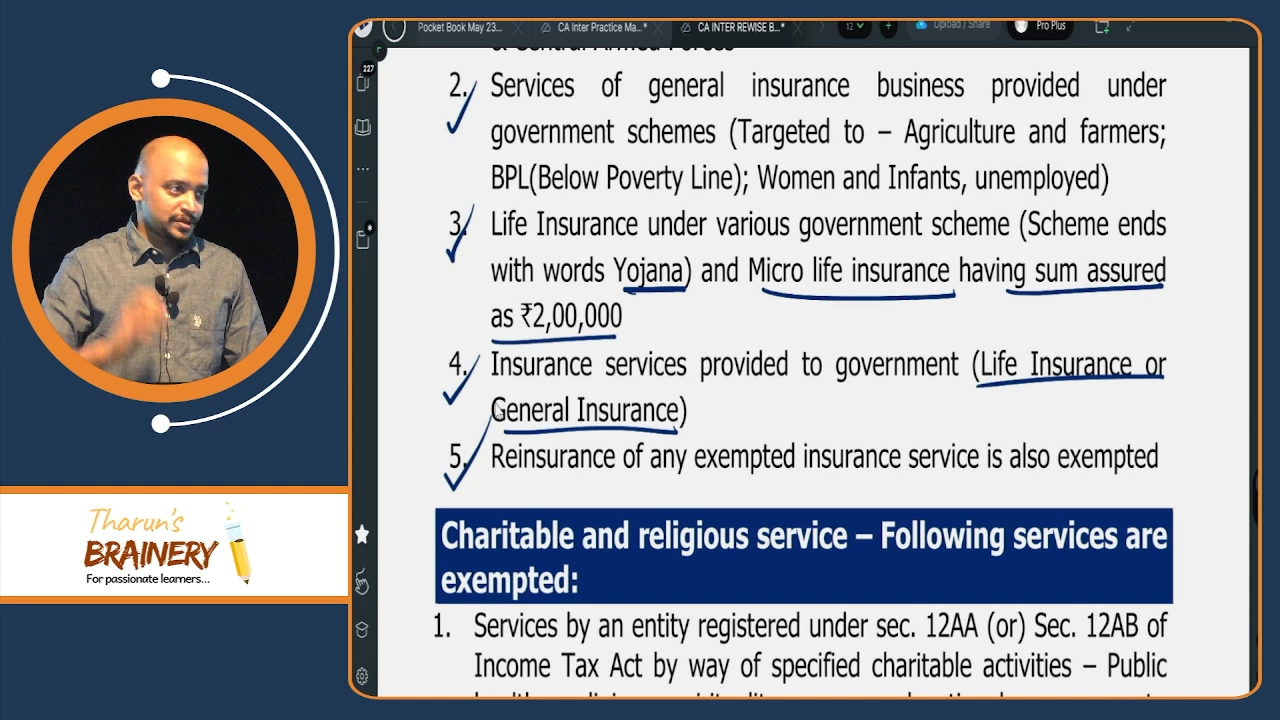 Pocket Book May 23...
CA Inter Practice Ma...*
CA INTER REWISE B...*
12
Upload / Share
Pro Plus
227
& Central Armed Forces
2. Services of general insurance business provided under
government schemes (Targeted to – Agriculture and farmers;
BPL(Below Poverty Line); Women and Infants, unemployed)
3. Life Insurance under various government scheme (Scheme ends
with words Yojana) and Micro life insurance having sum assured
as ₹2,00,000
4. Insurance services provided to government (Life Insurance or
General Insurance)
5. Reinsurance of any exempted insurance service is also exempted
Charitable and religious service – Following services are
exempted:
1. Services by an entity registered under sec. 12AA (or) Sec. 12AB of
Income Tax Act by way of specified charitable activities – Public
Tharun's
BRAINERY
For passionate learners...